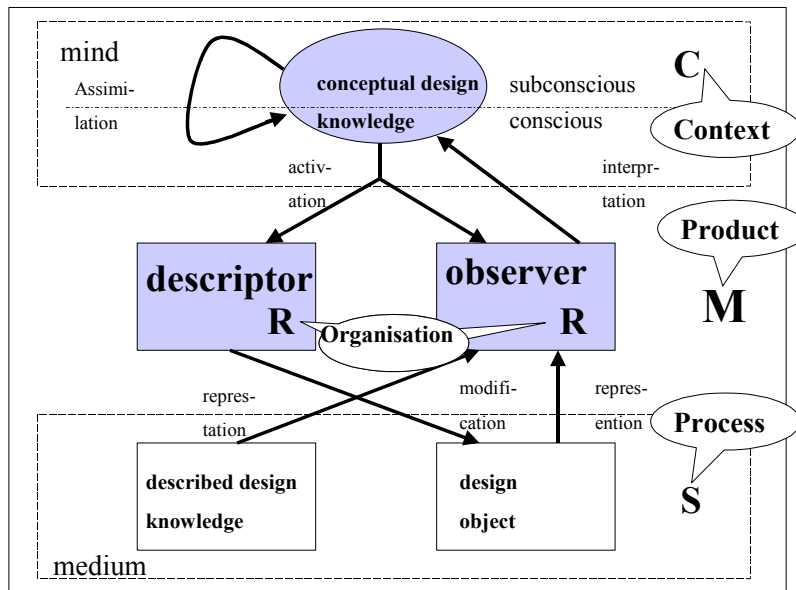 mind
Assimi-
lation
conceptual design
knowledge
subconscious
conscious
C
Context
activ-
ation
interpr-
tation
Product
M
descriptor
R
observer
R
Organisation
repres-
tation
modifi-
cation
repres-
ention
Process
S
described design
knowledge
design
object
medium